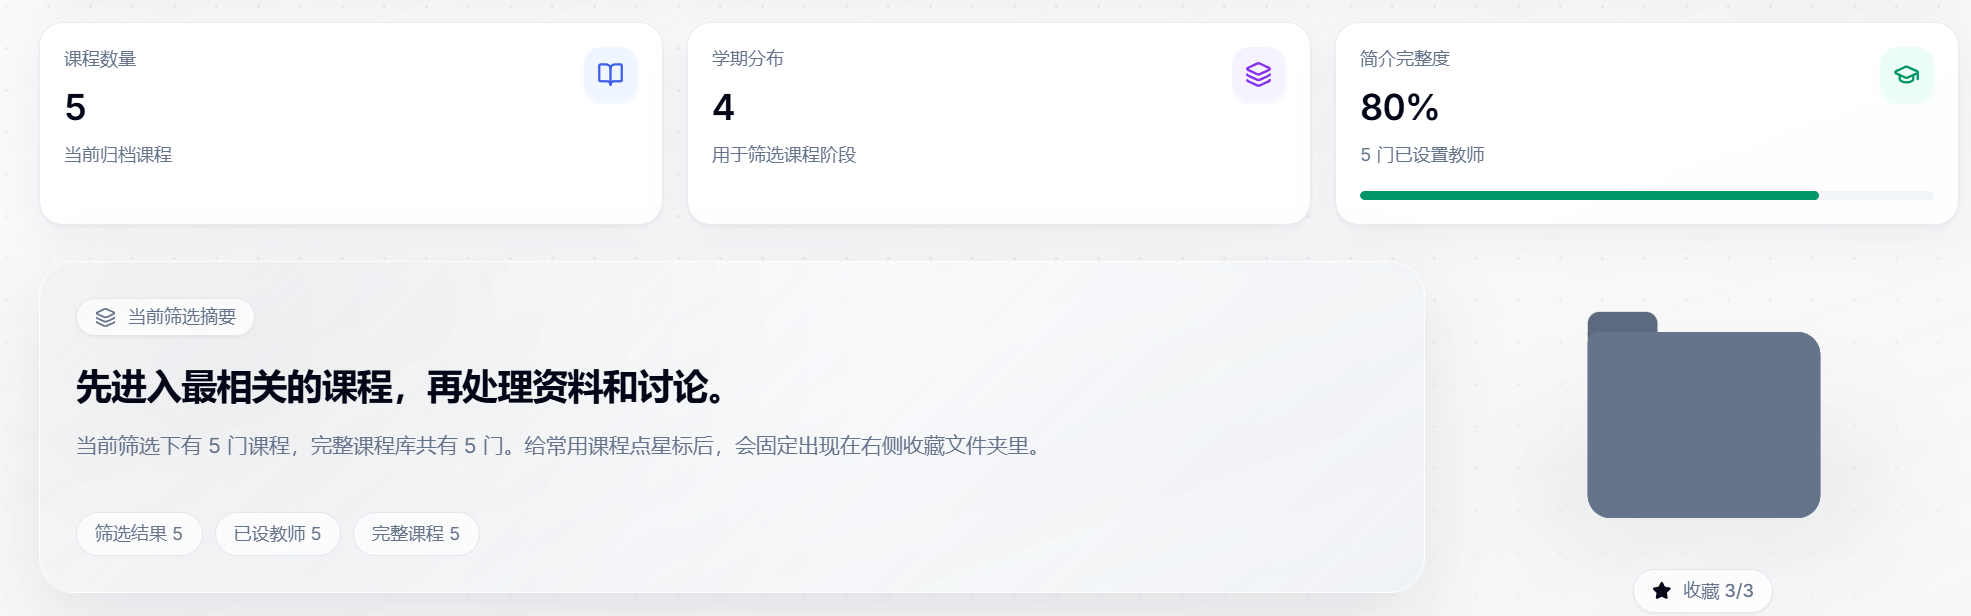 课程数量
5
当前归档课程
学期分布
4
用于筛选课程阶段
简介完整度
80%
5 门已设置教师
当前筛选摘要
先进入最相关的课程，再处理资料和讨论。
当前筛选下有 5 门课程，完整课程库共有 5 门。给常用课程点星标后，会固定出现在右侧收藏文件夹里。
筛选结果 5
已设教师 5
完整课程 5
收藏 3/3